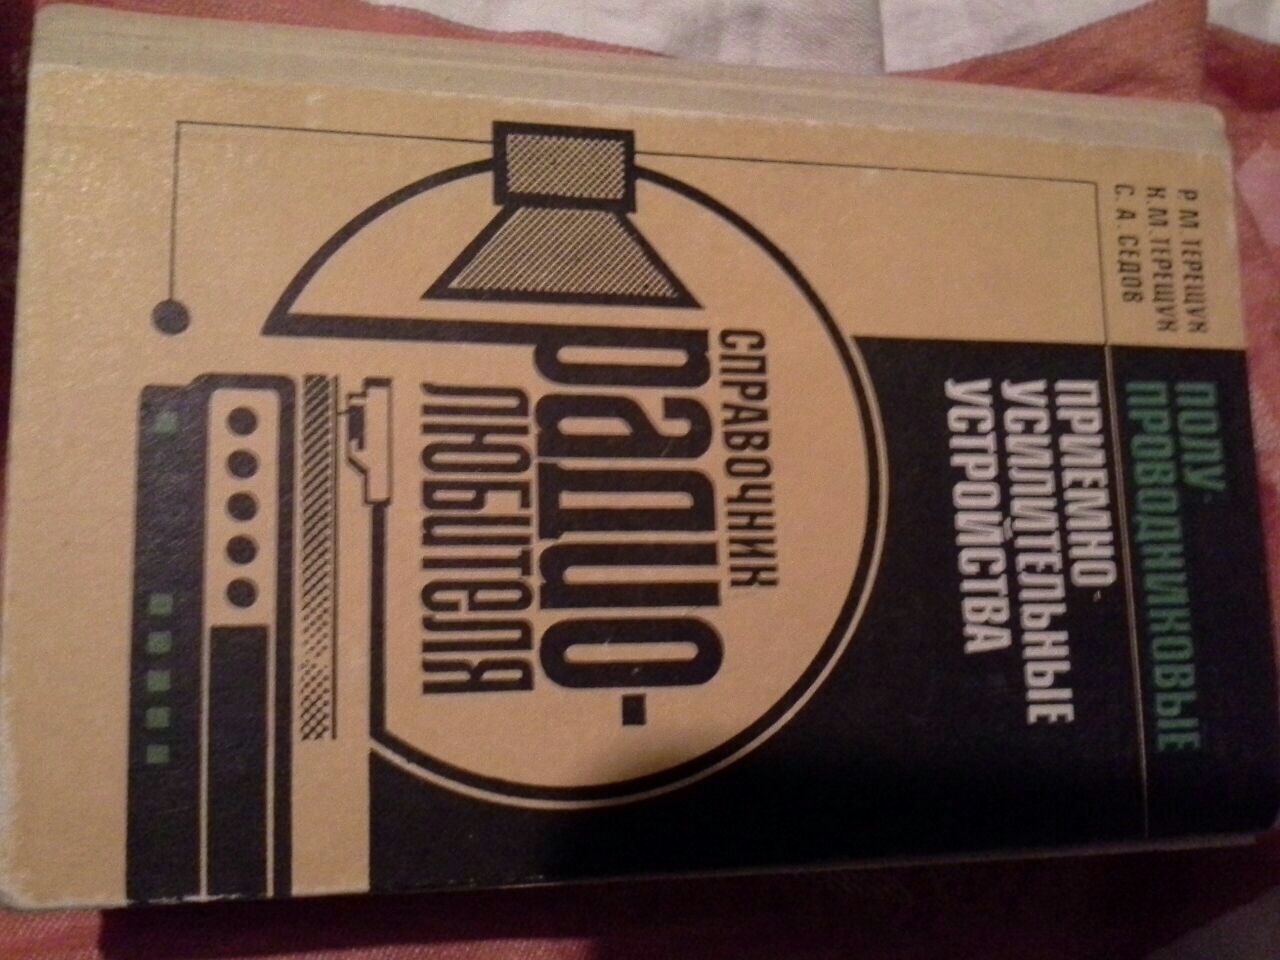 Р. М. ТЕРЕЩУК
К. М. ТЕРЕЩУК
С. А. СЕДОВ
ПОЛУ-
ПРОВОДНИКОВЫЕ
ПРИЕМНО-
УСИЛИТЕЛЬНЫЕ
УСТРОЙСТВА
СПРАВОЧНИК
РАДИО-
ЛЮБИТЕЛЯ